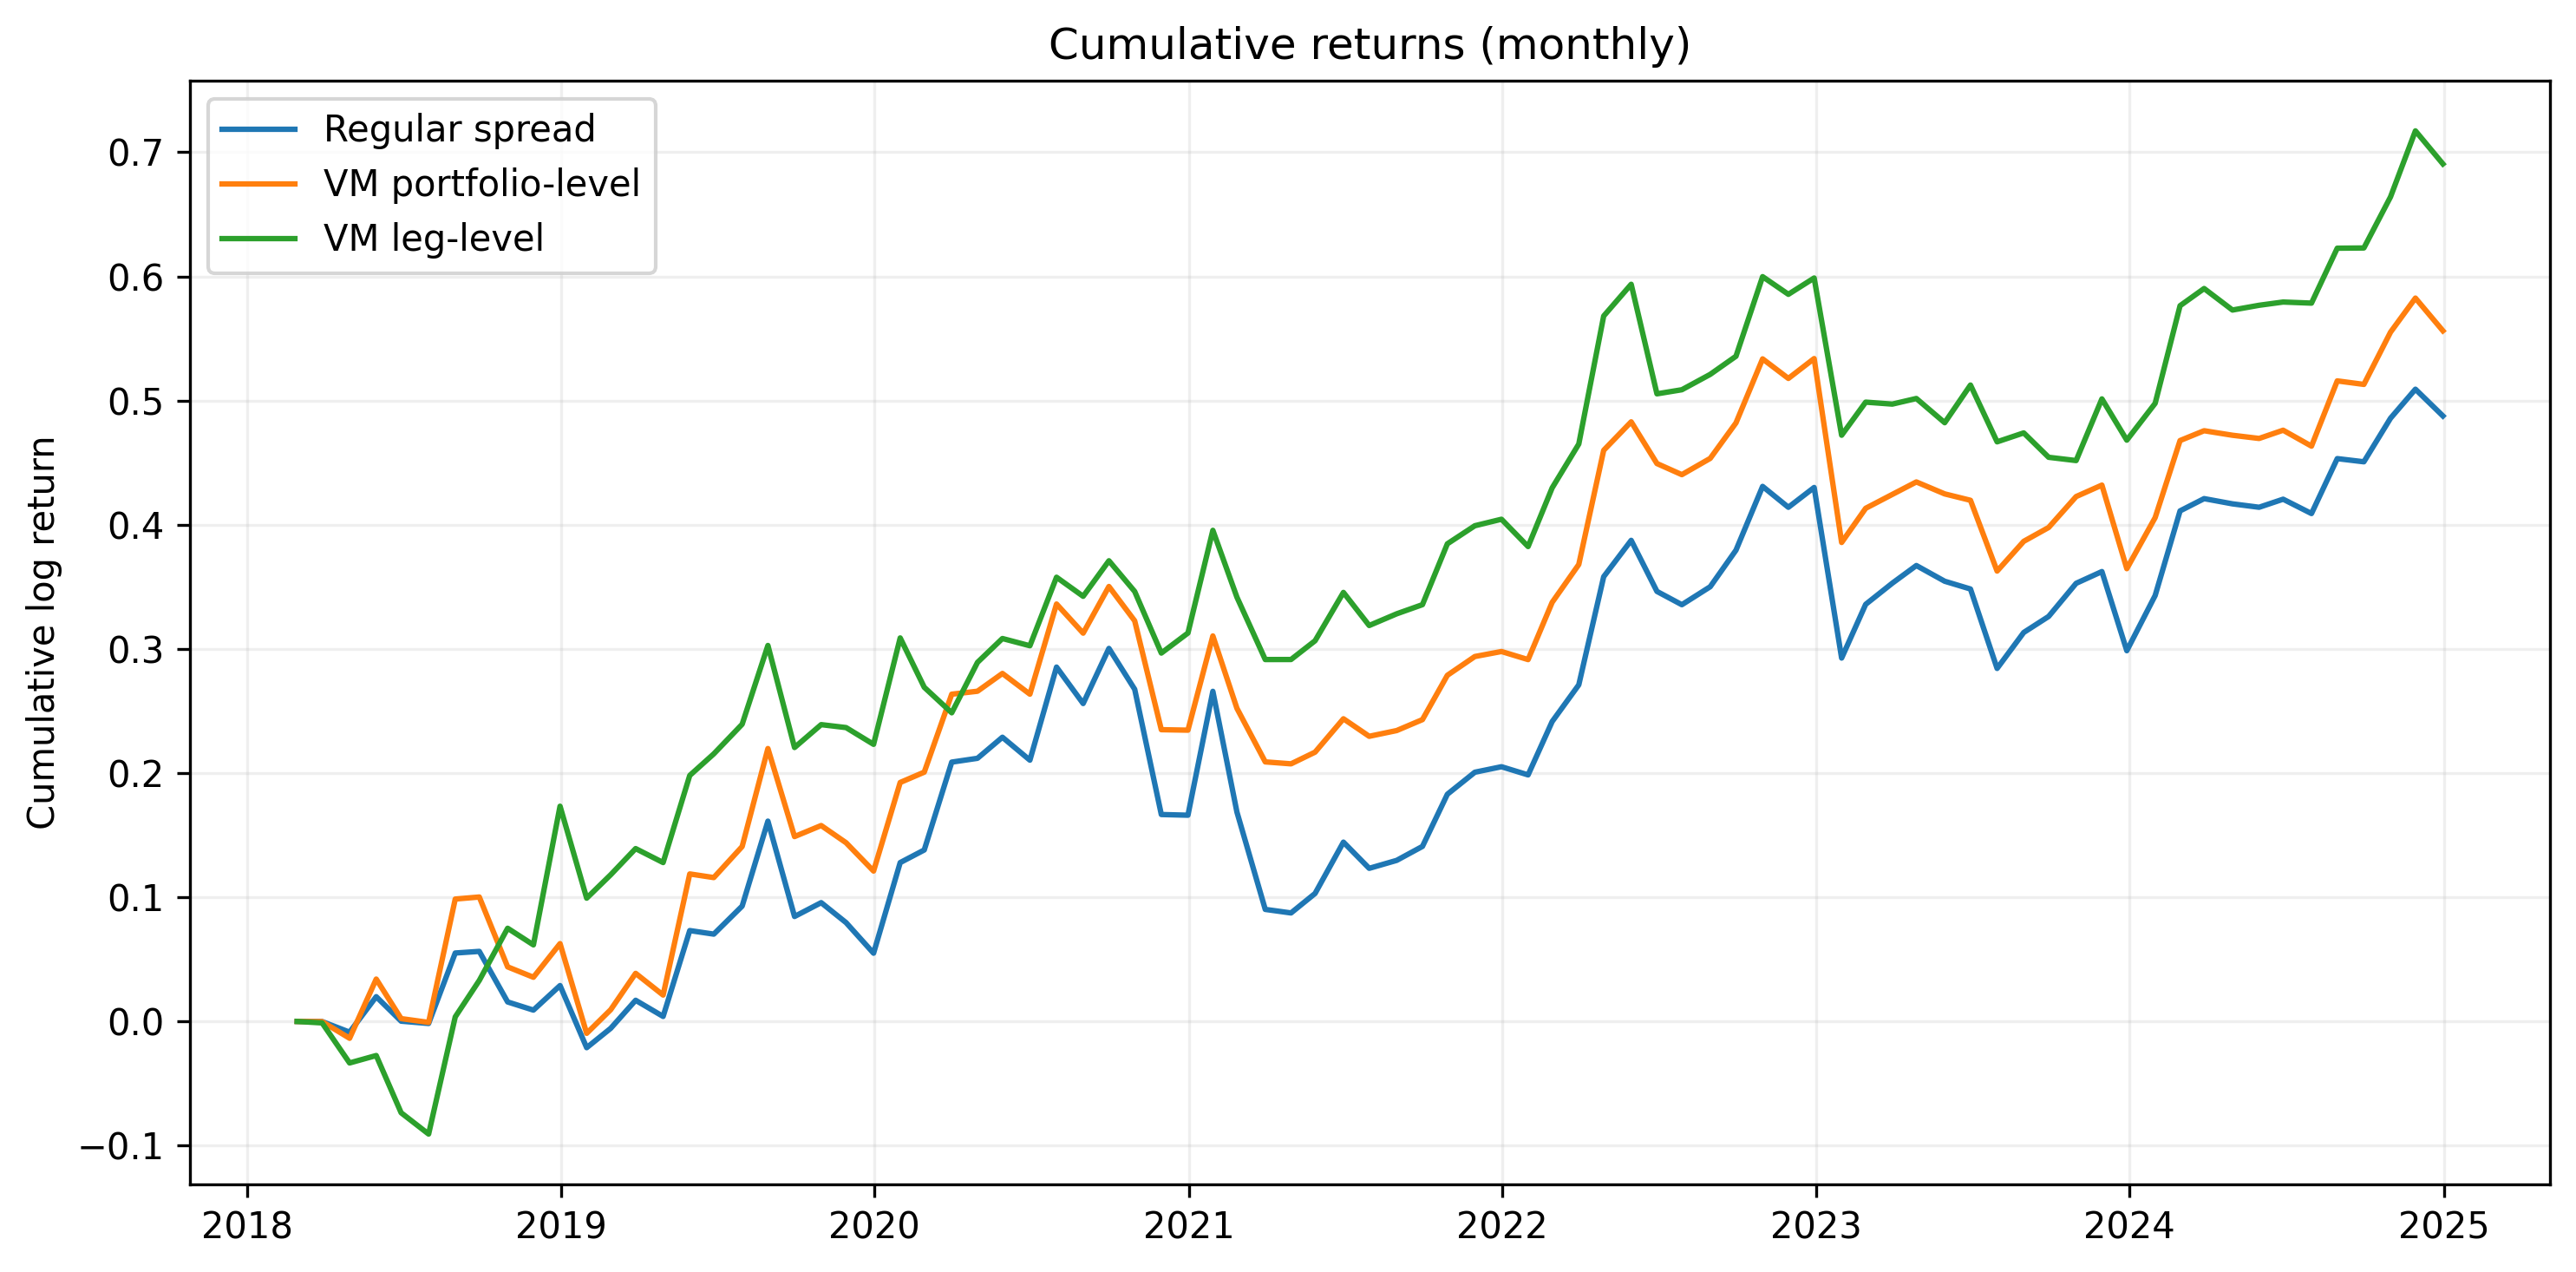 Cumulative returns (monthly)
Regular spread
VM portfolio-level
VM leg-level
Cumulative log return
0.7
0.6
0.5
0.4
0.3
0.2
0.1
0.0
−0.1
2018 2019 2020 2021 2022 2023 2024 2025